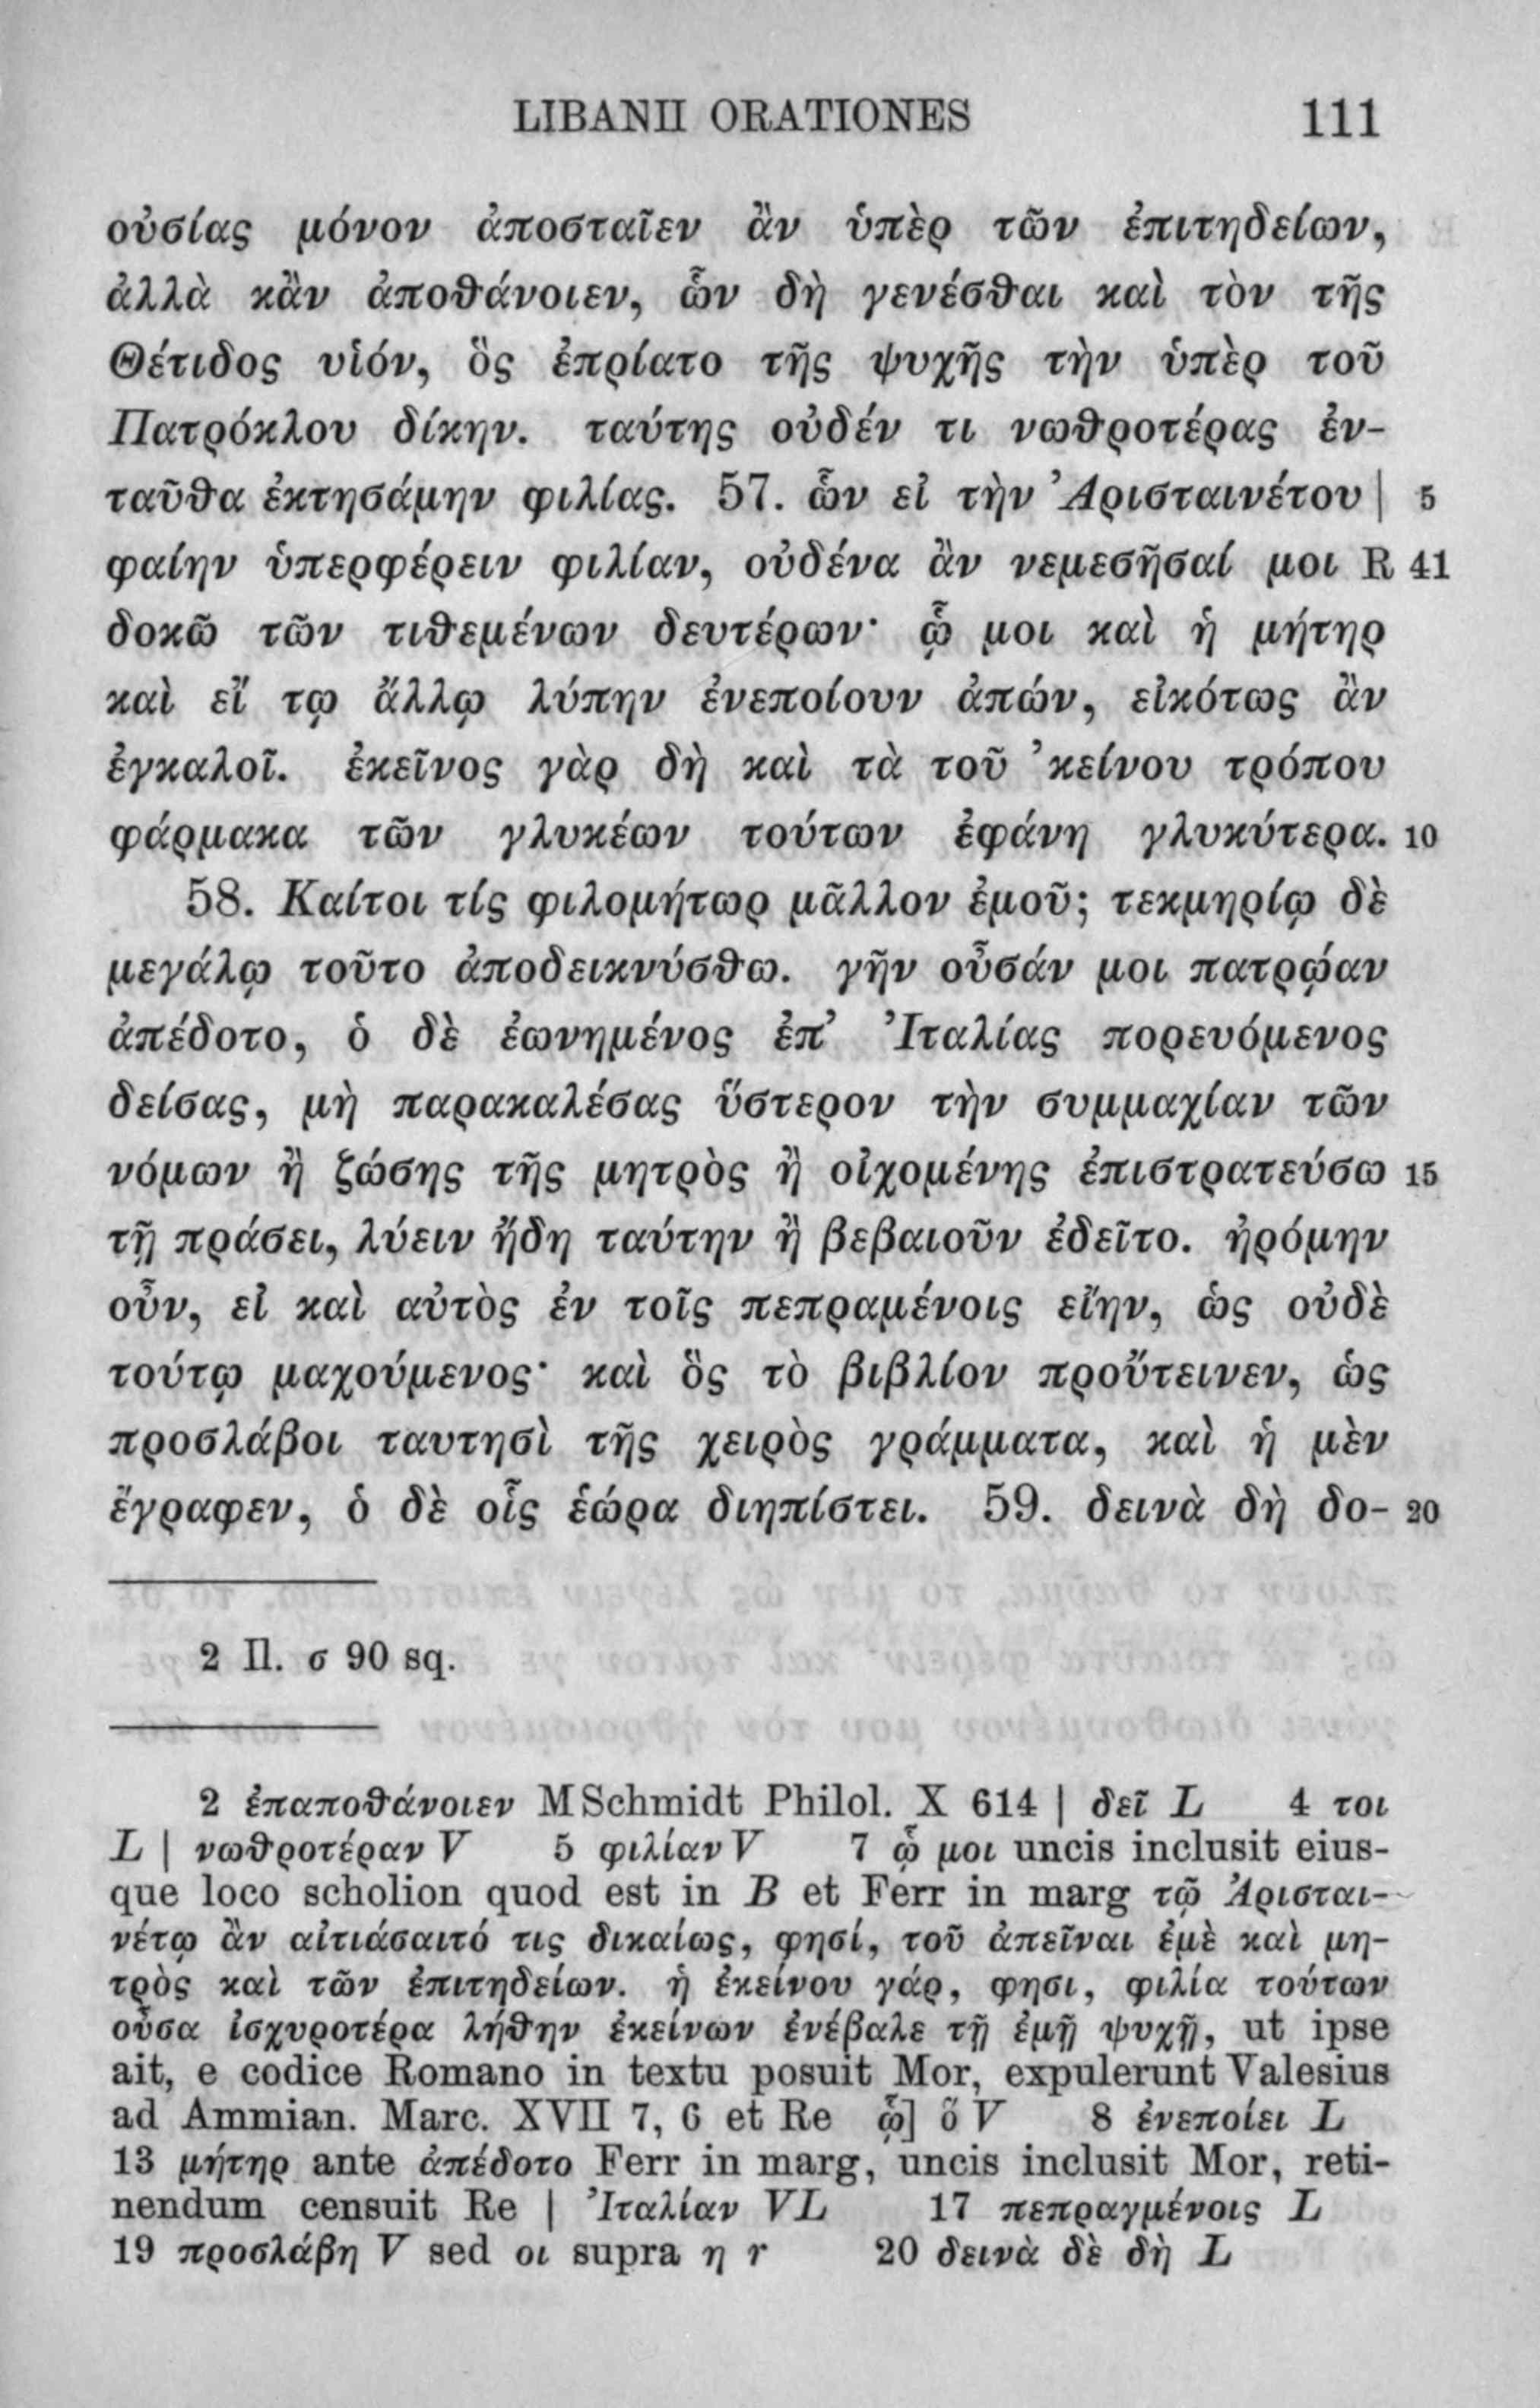 LIBANII ORATIONES 111
οὐσίας μόνον ἀποσταῖεν ἂν ὑπὲρ τῶν ἐπιτηδείων,
ἀλλὰ κἂν ἀποθάνοιεν, ὧν δὴ γενέσθαι καὶ τὸν τῆς
Θέτιδος υἱόν, ὃς ἐπρίατο τῆς ψυχῆς τὴν ὑπὲρ τοῦ
Πατρόκλου δίκην. ταύτης οὐδέν τι νωθροτέρας ἐν-
ταῦθα ἐκτησάμην φιλίας. 57. ὧν εἰ τὴν Ἀρισταινέτου | 5
φαίην ὑπερφέρειν φιλίαν, οὐδένα ἂν νεμεσῆσαί μοι R 41
δοκῶ τῶν τιθεμένων δευτέρων· ᾧ μοι καὶ ἡ μήτηρ
καὶ εἴ τῳ ἄλλῳ λύπην ἐνεποίουν ἀπών, εἰκότως ἂν
ἐγκαλοῖ. ἐκεῖνος γὰρ δὴ καὶ τὰ τοῦ ’κείνου τρόπου
φάρμακα τῶν γλυκέων τούτων ἐφάνη γλυκύτερα. 10
58. Καίτοι τίς φιλομήτωρ μᾶλλον ἐμοῦ; τεκμηρίῳ δὲ
μεγάλῳ τοῦτο ἀποδεικνύσθω. γῆν οὖσάν μοι πατρῴαν
ἀπέδοτο, ὁ δὲ ἐωνημένος ἐπ’ Ἰταλίας πορευόμενος
δείσας, μὴ παρακαλέσας ὕστερον τὴν συμμαχίαν τῶν
νόμων ἢ ζώσης τῆς μητρὸς ἢ οἰχομένης ἐπιστρατεύσω 15
τῇ πράσει, λύειν ἤδη ταύτην ἢ βεβαιοῦν ἐδεῖτο. ἠρόμην
οὖν, εἰ καὶ αὐτὸς ἐν τοῖς πεπραμένοις εἴην, ὡς οὐδὲ
τούτῳ μαχούμενος· καὶ ὃς τὸ βιβλίον προὔτεινεν, ὡς
προσλάβοι ταυτησὶ τῆς χειρὸς γράμματα, καὶ ἡ μὲν
ἔγραφεν, ὁ δὲ οἷς ἑώρα διηπίστει. 59. δεινὰ δὴ δο- 20
2 Il. σ 90 sq.
2 ἐπαποθάνοιεν MSchmidt Philol. X 614 | δεῖ L 4 τοι
L | νωθροτέραν V 5 φιλίαν V 7 ᾧ μοι uncis inclusit eius-
que loco scholion quod est in B et Ferr in marg τῷ Ἀρισται-
νέτῳ ἂν αἰτιάσαιτό τις δικαίως, φησί, τοῦ ἀπεῖναι ἐμὲ καὶ μη-
τρὸς καὶ τῶν ἐπιτηδείων. ἡ ἐκείνου γάρ, φησι, φιλία τούτων
οὖσα ἰσχυροτέρα λήθην ἐκείνων ἐνέβαλε τῇ ἐμῇ ψυχῇ, ut ipse
ait, e codice Romano in textu posuit Mor, expulerunt Valesius
ad Ammian. Marc. XVII 7, 6 et Re ᾧ] ὃ V 8 ἐνεποίει L
13 μήτηρ ante ἀπέδοτο Ferr in marg, uncis inclusit Mor, reti-
nendum censuit Re | Ἰταλίαν VL 17 πεπραγμένοις L
19 προσλάβη V sed οι supra η r 20 δεινὰ δὲ δὴ L